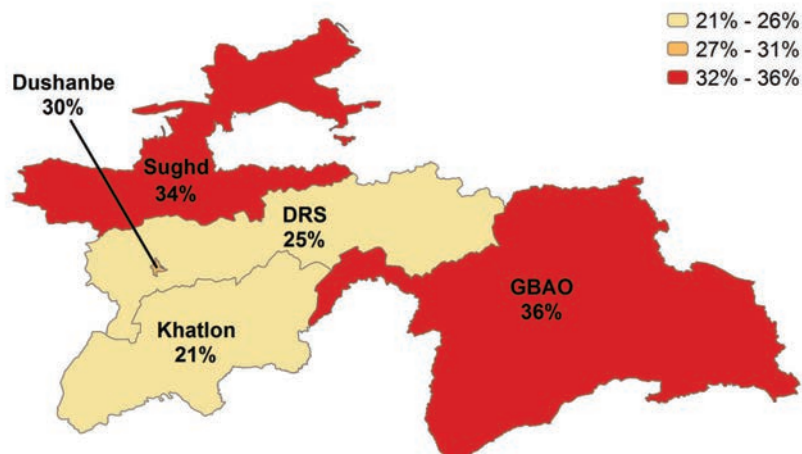 21% - 26%
27% - 31%
32% - 36%
Dushanbe
30%
Sughd
34%
DRS
25%
GBAO
36%
Khatlon
21%